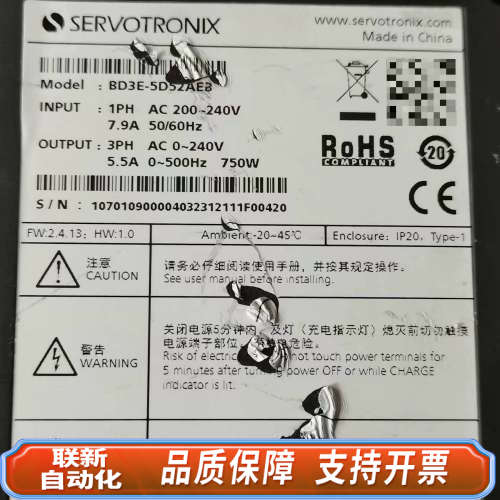 SERVOTRONIX
www.servotronix.com
Made in China
Model : BD3E-5D52AEB
INPUT : 1PH AC 200~240V
7.9A 50/60Hz
OUTPUT : 3PH AC 0~240V
5.5A 0~500Hz 750W
RoHS
COMPLIANT
20
CE
S / N : 107010900004032312111F00420
FW:2.4.13; HW:1.0
Ambient:-20~45℃
Enclosure: IP20, Type-1
注意
CAUTION
请务必仔细阅读使用手册，并按其规定操作。
See user manual before installing.
警告
WARNING
关闭电源5分钟内，及灯（充电指示灯）熄灭前切勿触接
电源端子部位。 危险。
Risk of electric not touch power terminals for
5 minutes after turning power OFF or while CHARGE
indicator is lit.
联新
自动化
品质保障 支持开票